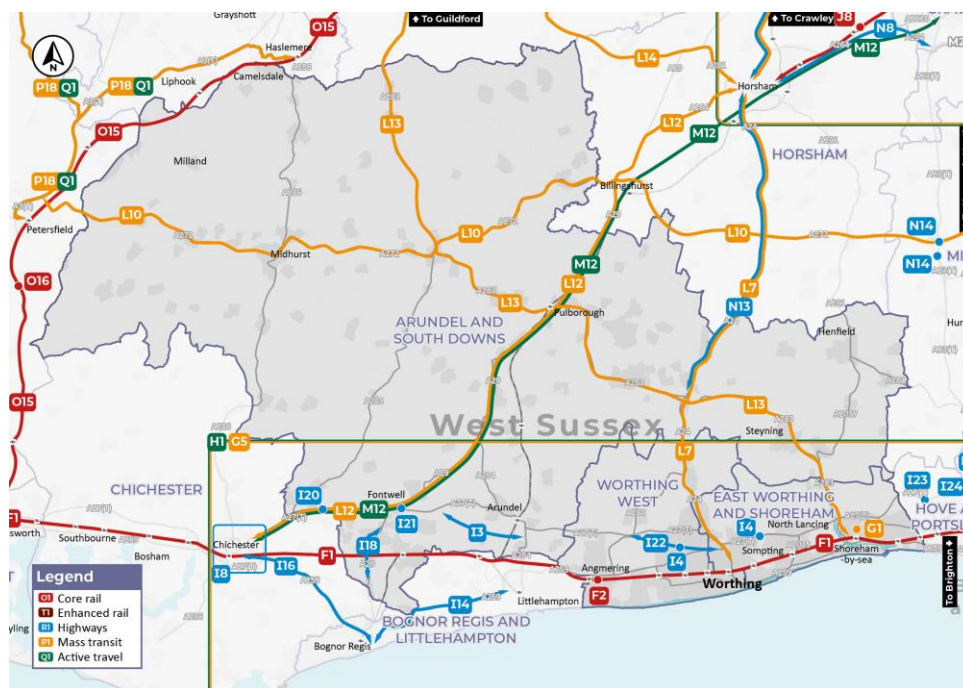 Grayshott
O15
↑ To Guildford
↑ To Crawley
J8
N8
Haslemere
M12
Liphook
Camelsdale
P18 Q1
P18 Q1
L14
Horsham
O15
L13
L12
M12
Milland
HORSHAM
P18 Q1
Billingshurst
L10
L10
L10
Petersfield
Midhurst
N14
N14
M12
L12
L7
O16
L13
N13
Pulborough
ARUNDEL AND
SOUTH DOWNS
Henfield
O15
L13
West Sussex
Steyning
H1 G5
L7
CHICHESTER
I20
Fontwell
WORTHING
WEST
EAST WORTHING
AND SHOREHAM
I23
I24
L12 M12
I21
Arundel
I3
I4
North Lancing
G1
HOVE A
PORTSL
F1
Southbourne
Bosham
Chichester
F1
I18
I22
I4
Sompting
F1
Shoreham
-by-sea
I8
I16
Angmering
Worthing
F2
To Brighton
I14
Littlehampton
BOGNOR REGIS AND
LITTLEHAMPTON
Bognor Regis
Legend
O1 Core rail
T1 Enhanced rail
R1 Highways
P1 Mass transit
Q1 Active travel
N